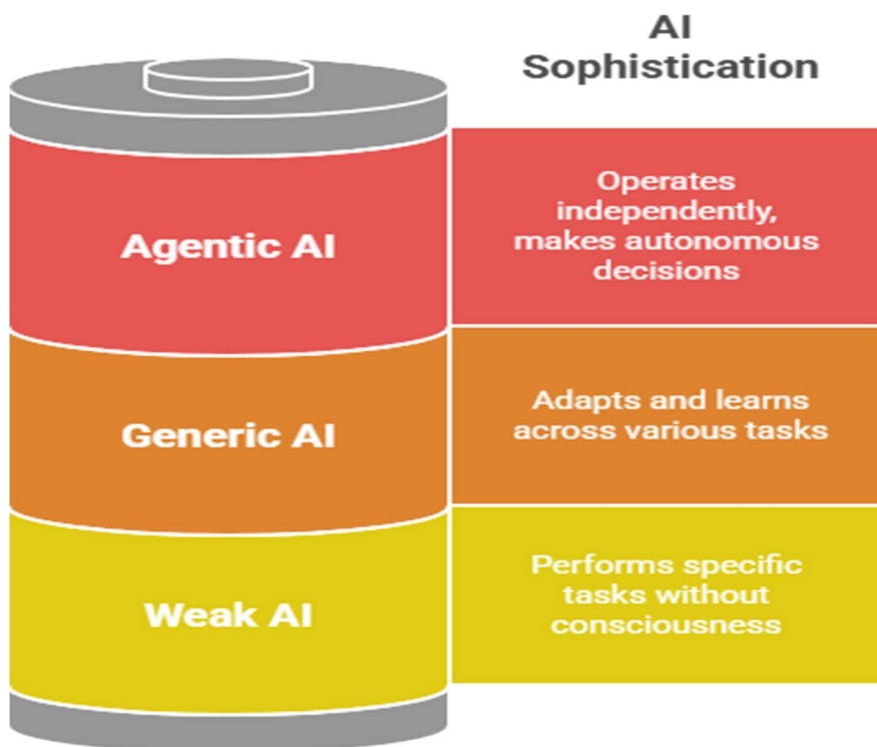 AI
Sophistication
Agentic AI
Operates
independently,
makes autonomous
decisions
Generic AI
Adapts and learns
across various tasks
Weak AI
Performs specific
tasks without
consciousness